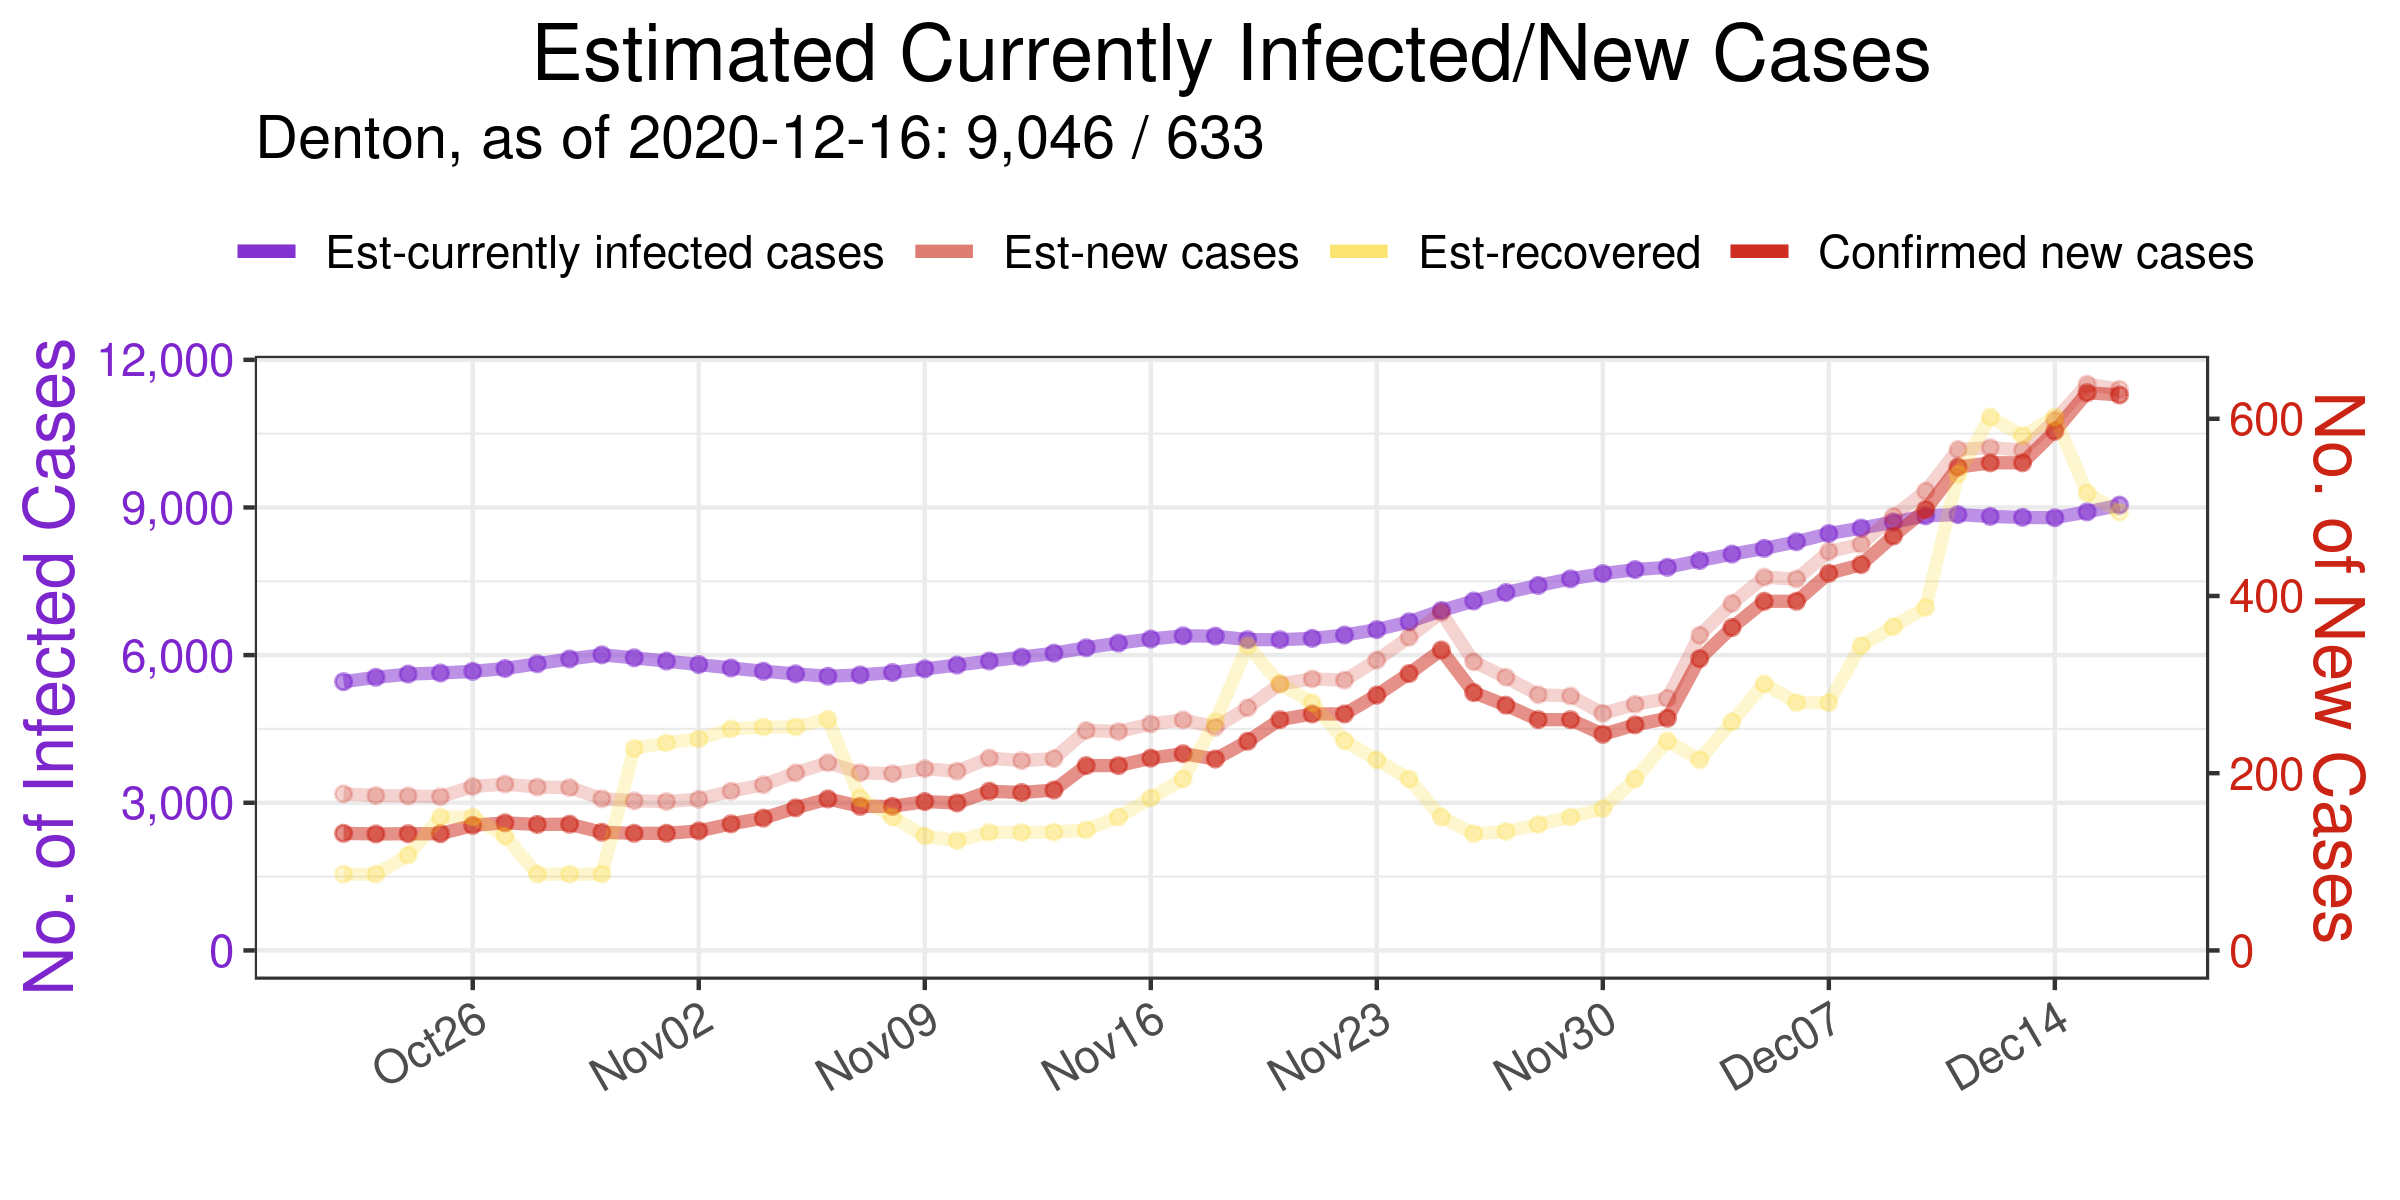 Estimated Currently Infected/New Cases
Denton, as of 2020-12-16: 9,046 / 633
Est-currently infected cases Est-new cases Est-recovered Confirmed new cases
No. of Infected Cases
12,000
9,000
6,000
3,000
0
600
400
200
0
No. of New Cases
Oct26 Nov02 Nov09 Nov16 Nov23 Nov30 Dec07 Dec14